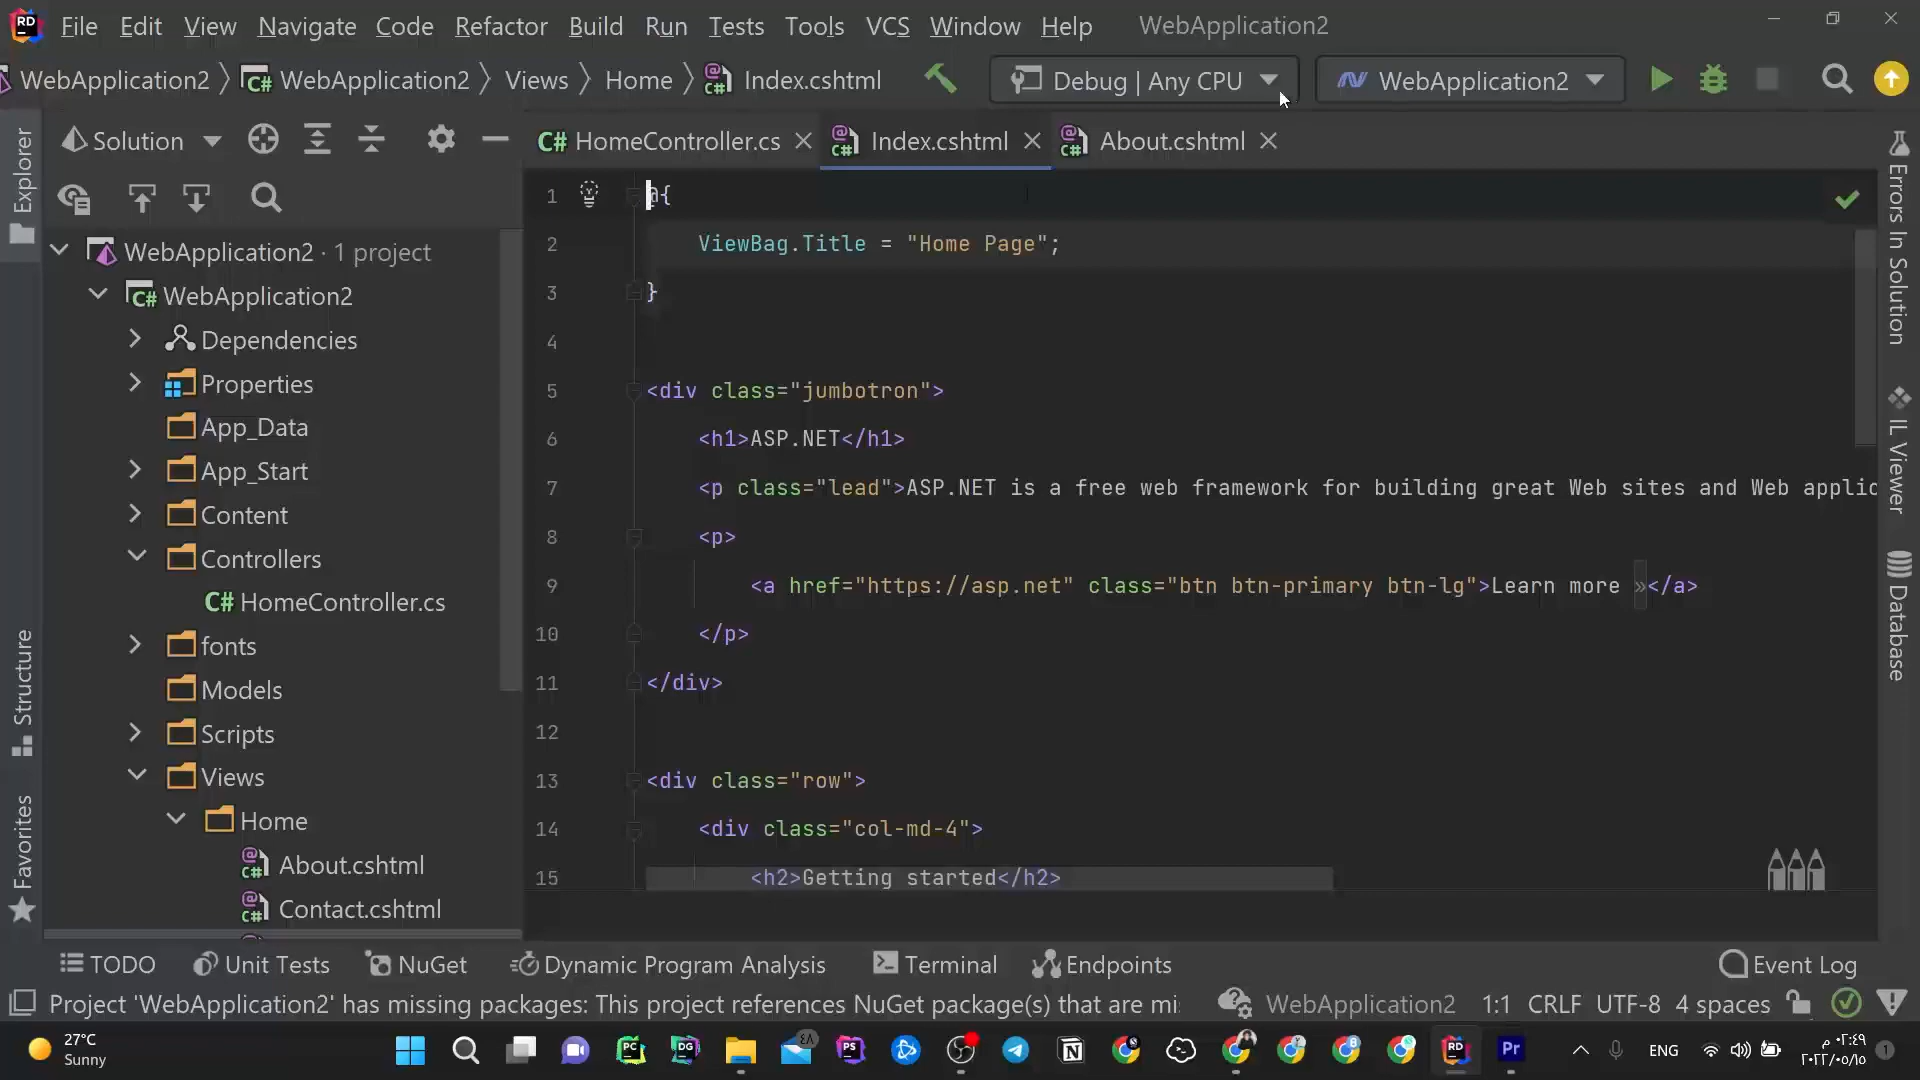 File Edit View Navigate Code Refactor Build Run Tests Tools VCS Window Help WebApplication2
WebApplication2 WebApplication2 Views Home Index.cshtml Debug | Any CPU WebApplication2
Explorer
Solution
HomeController.cs
Index.cshtml
About.cshtml
WebApplication2 · 1 project
WebApplication2
Dependencies
Properties
App_Data
App_Start
Content
Controllers
C# HomeController.cs
fonts
Models
Scripts
Views
Home
About.cshtml
Contact.cshtml
Structure
Favorites
1 @{
2 ViewBag.Title = "Home Page";
3 }
4
5 <div class="jumbotron">
6 <h1>ASP.NET</h1>
7 <p class="lead">ASP.NET is a free web framework for building great Web sites and Web applic
8 <p>
9 <a href="https://asp.net" class="btn btn-primary btn-lg">Learn more »</a>
10 </p>
11 </div>
12
13 <div class="row">
14 <div class="col-md-4">
15 <h2>Getting started</h2>
Errors In Solution
IL Viewer
Database
TODO Unit Tests NuGet Dynamic Program Analysis Terminal Endpoints Event Log
Project 'WebApplication2' has missing packages: This project references NuGet package(s) that are mis WebApplication2 1:1 CRLF UTF-8 4 spaces
27°C
Sunny
ENG
٠٢:٤٩ م
٢٠٢٢/٠٥/١٥